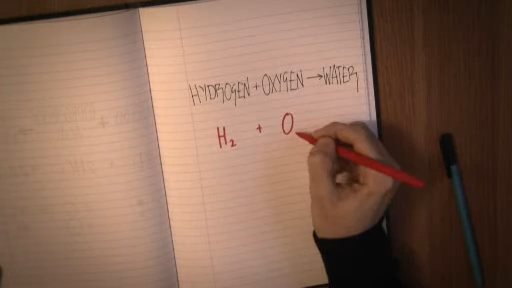 HYDROGEN + OXYGEN → WATER
H₂ + O